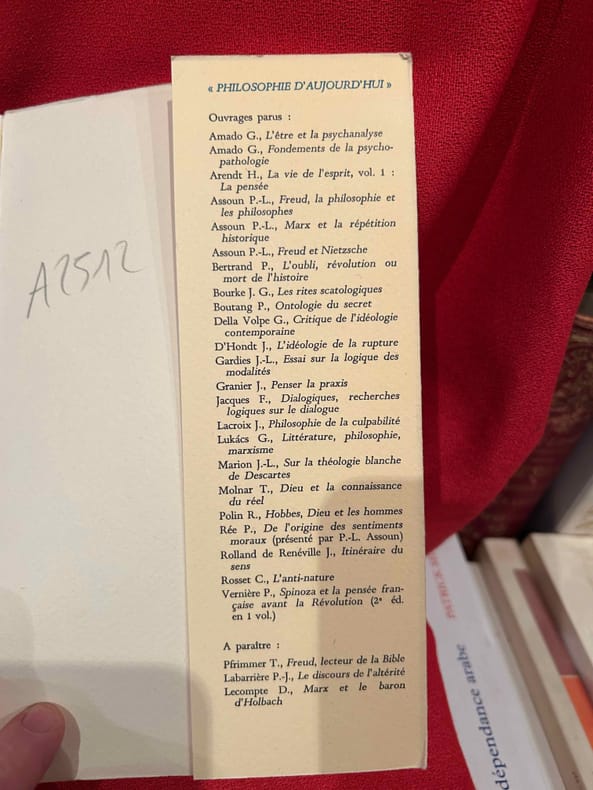 « PHILOSOPHIE D'AUJOURD'HUI »
Ouvrages parus :
Amado G., L'être et la psychanalyse
Amado G., Fondements de la psycho-
pathologie
Arendt H., La vie de l'esprit, vol. 1 :
La pensée
Assoun P.-L., Freud, la philosophie et
les philosophes
Assoun P.-L., Marx et la répétition
historique
Assoun P.-L., Freud et Nietzsche
Bertrand P., L'oubli, révolution ou
mort de l'histoire
Bourke J. G., Les rites scatologiques
Boutang P., Ontologie du secret
Della Volpe G., Critique de l'idéologie
contemporaine
D'Hondt J., L'idéologie de la rupture
Gardies J.-L., Essai sur la logique des
modalités
Granier J., Penser la praxis
Jacques F., Dialogiques, recherches
logiques sur le dialogue
Lacroix J., Philosophie de la culpabilité
Lukács G., Littérature, philosophie,
marxisme
Marion J.-L., Sur la théologie blanche
de Descartes
Molnar T., Dieu et la connaissance
du réel
Polin R., Hobbes, Dieu et les hommes
Rée P., De l'origine des sentiments
moraux (présenté par P.-L. Assoun)
Rolland de Renéville J., Itinéraire du
sens
Rosset C., L'anti-nature
Vernière P., Spinoza et la pensée fran-
çaise avant la Révolution (2e éd.
en 1 vol.)
A paraître :
Pfrimmer T., Freud, lecteur de la Bible
Labarrière P.-J., Le discours de l'altérité
Lecompte D., Marx et le baron
d'Holbach
A2512
PATRICK
dépendance arabe